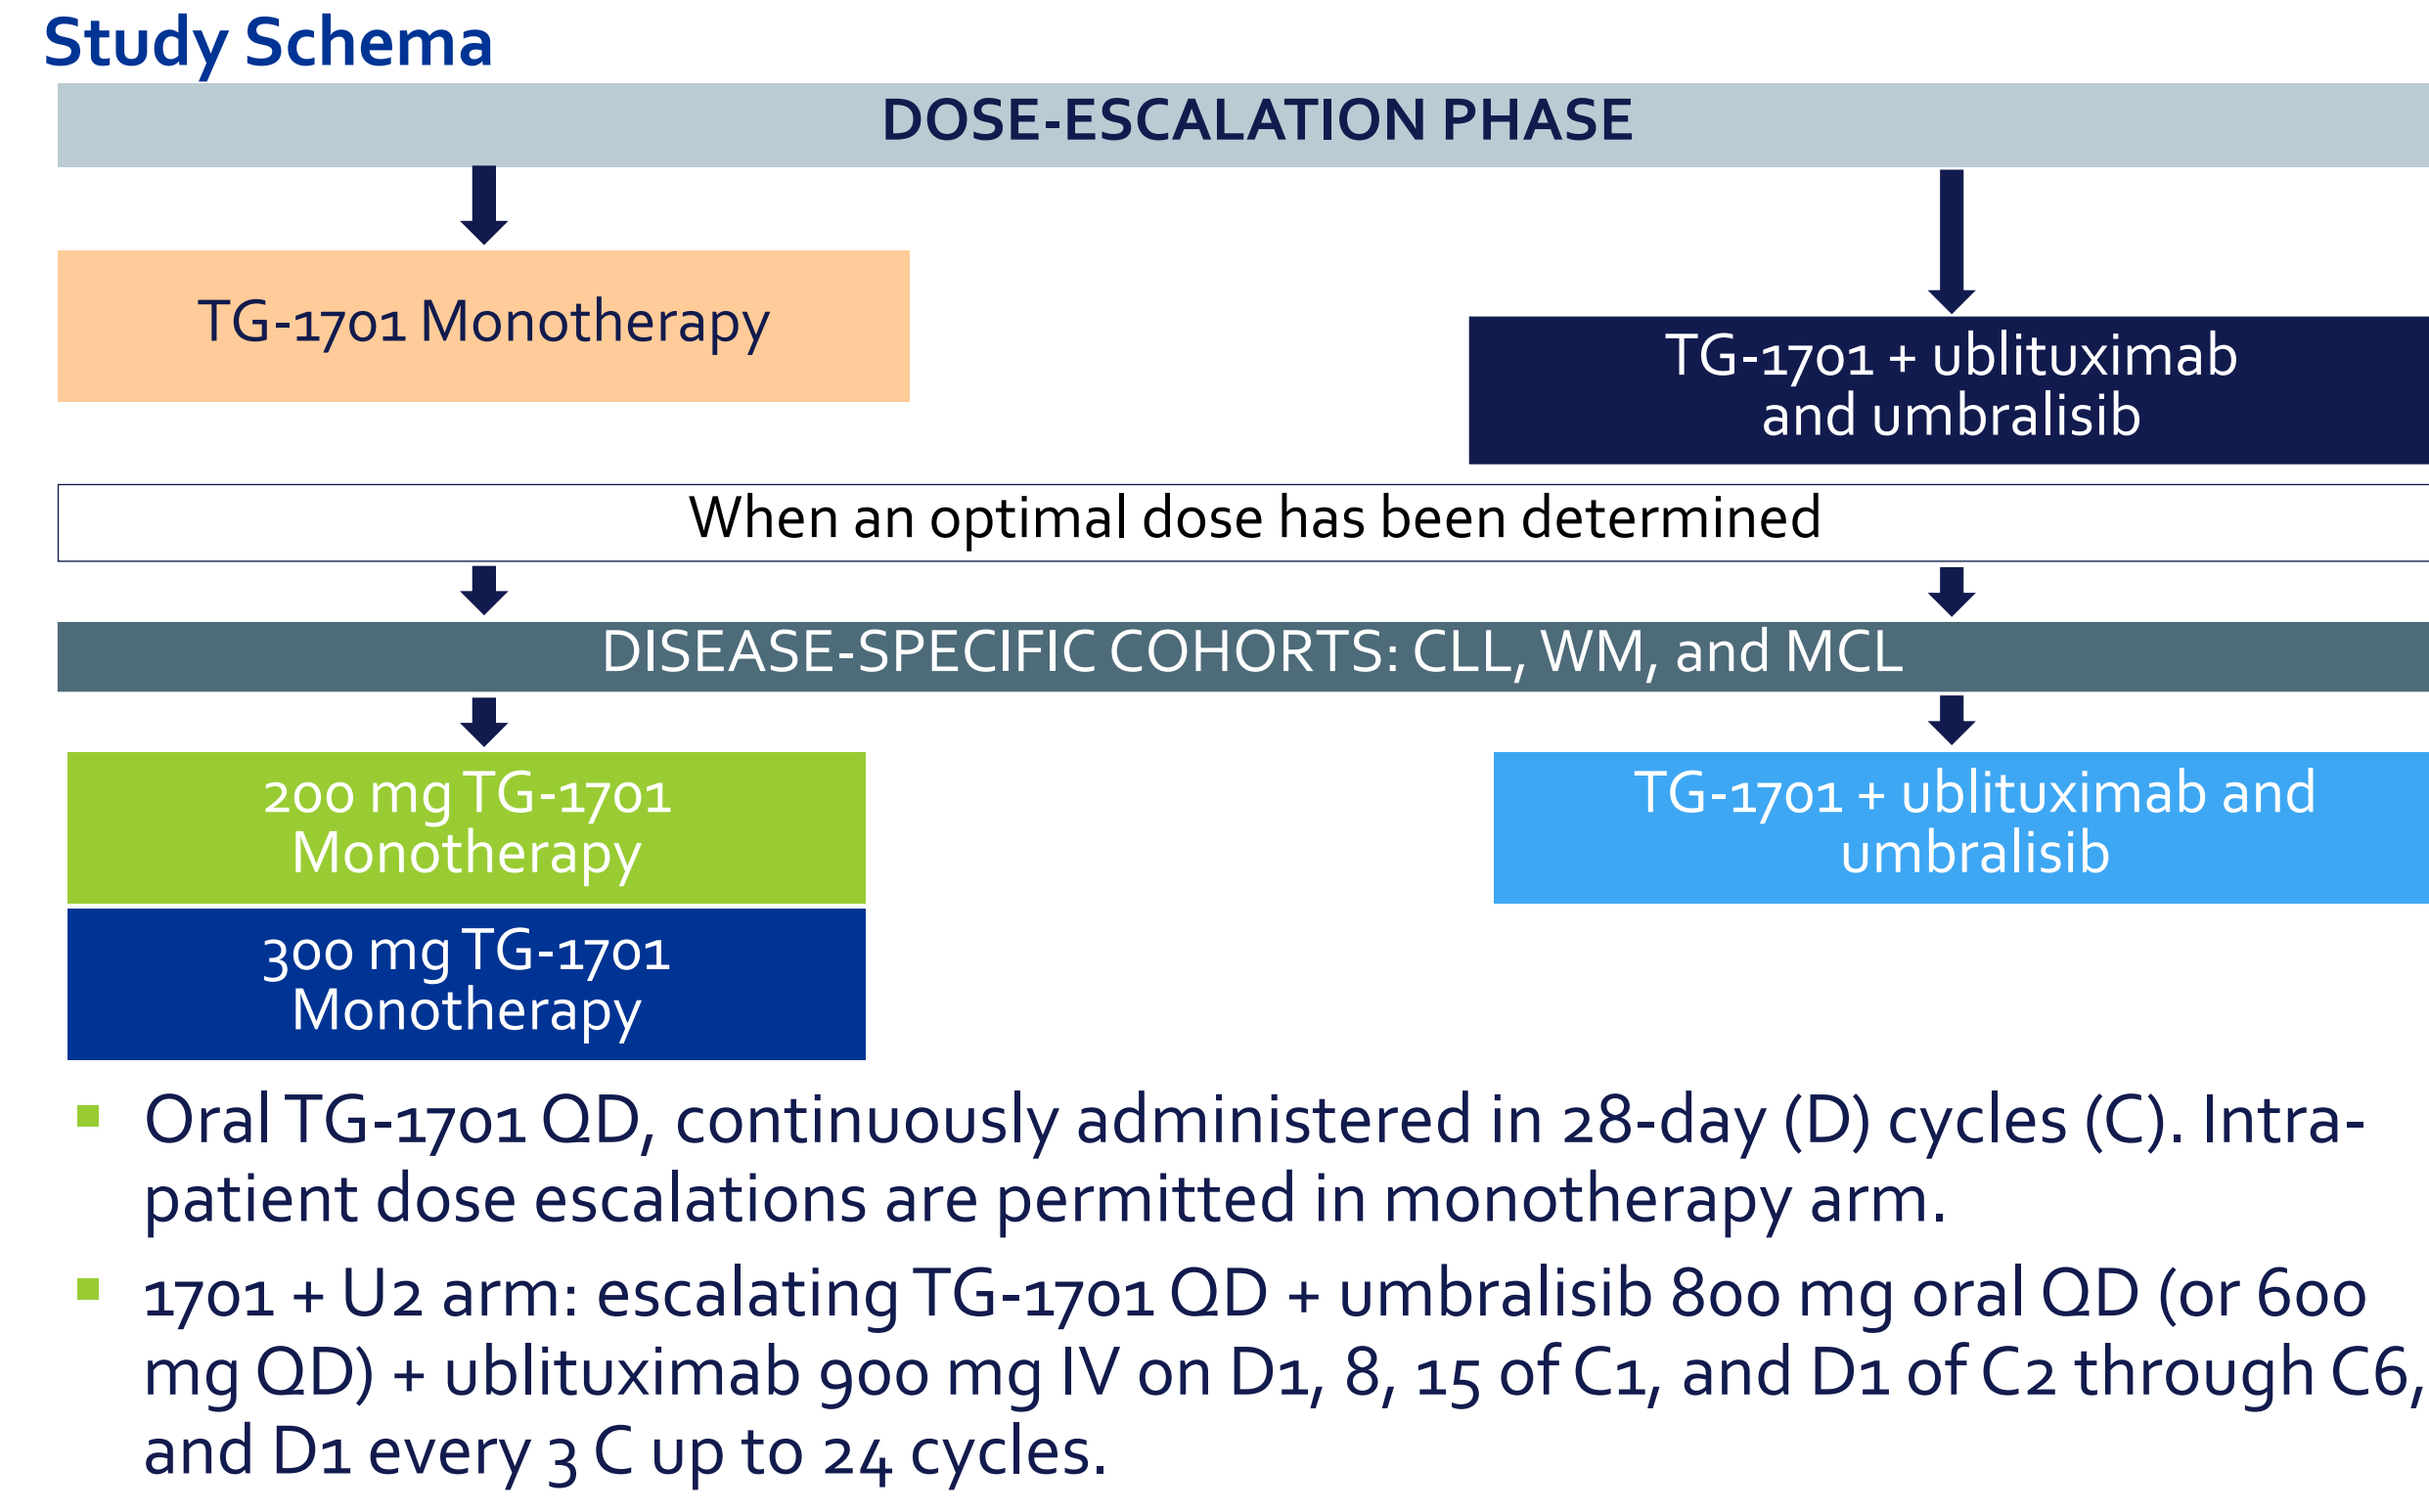 Study Schema
DOSE-ESCALATION PHASE
TG-1701 Monotherapy
TG-1701 + ublituximab
and umbralisib
When an optimal dose has been determined
DISEASE-SPECIFIC COHORTS: CLL, WM, and MCL
200 mg TG-1701
Monotherapy
TG-1701 + ublituximab and
umbralisib
300 mg TG-1701
Monotherapy
Oral TG-1701 QD, continuously administered in 28-day (D) cycles (C). Intra-
patient dose escalations are permitted in monotherapy arm.
1701 + U2 arm: escalating TG-1701 QD + umbralisib 800 mg oral QD (or 600
mg QD) + ublituximab 900 mg IV on D1, 8, 15 of C1, and D1 of C2 through C6,
and D1 every 3 C up to 24 cycles.